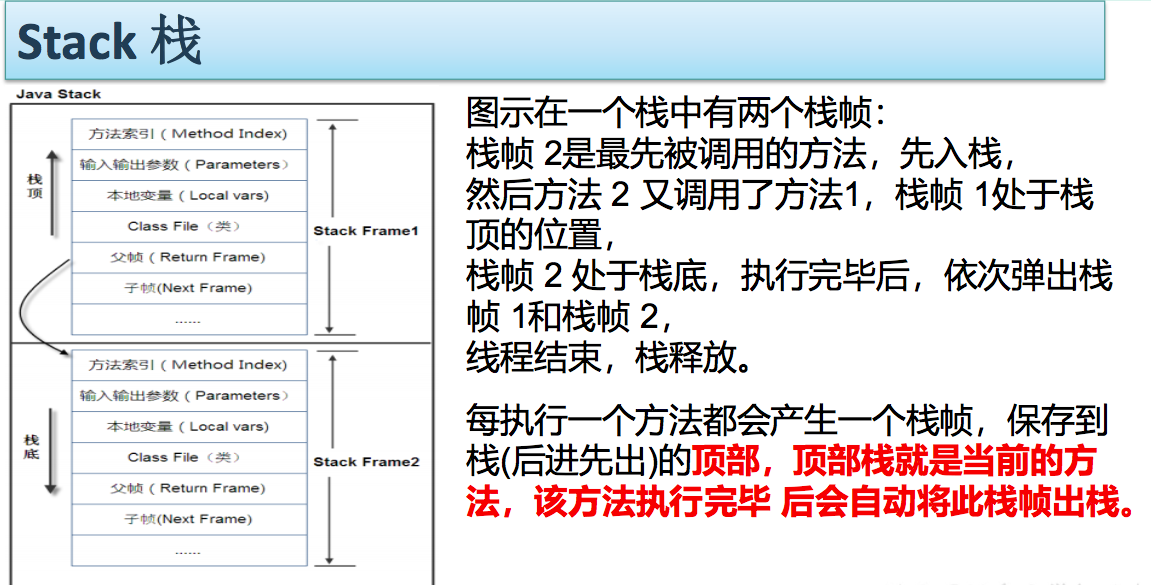 Stack 栈
Java Stack
方法索引 ( Method Index)
输入输出参数 ( Parameters )
本地变量 ( Local vars)
Class File（类）
父帧 ( Return Frame)
子帧(Next Frame)
......
栈顶
Stack Frame1
方法索引 ( Method Index)
输入输出参数 ( Parameters )
本地变量 ( Local vars)
Class File（类）
父帧 ( Return Frame)
子帧(Next Frame)
......
栈底
Stack Frame2
图示在一个栈中有两个栈帧：
栈帧 2是最先被调用的方法，先入栈，
然后方法 2 又调用了方法1，栈帧 1处于栈
顶的位置，
栈帧 2 处于栈底，执行完毕后，依次弹出栈
帧 1和栈帧 2，
线程结束，栈释放。
每执行一个方法都会产生一个栈帧，保存到
栈(后进先出)的顶部，顶部栈就是当前的方
法，该方法执行完毕 后会自动将此栈帧出栈。